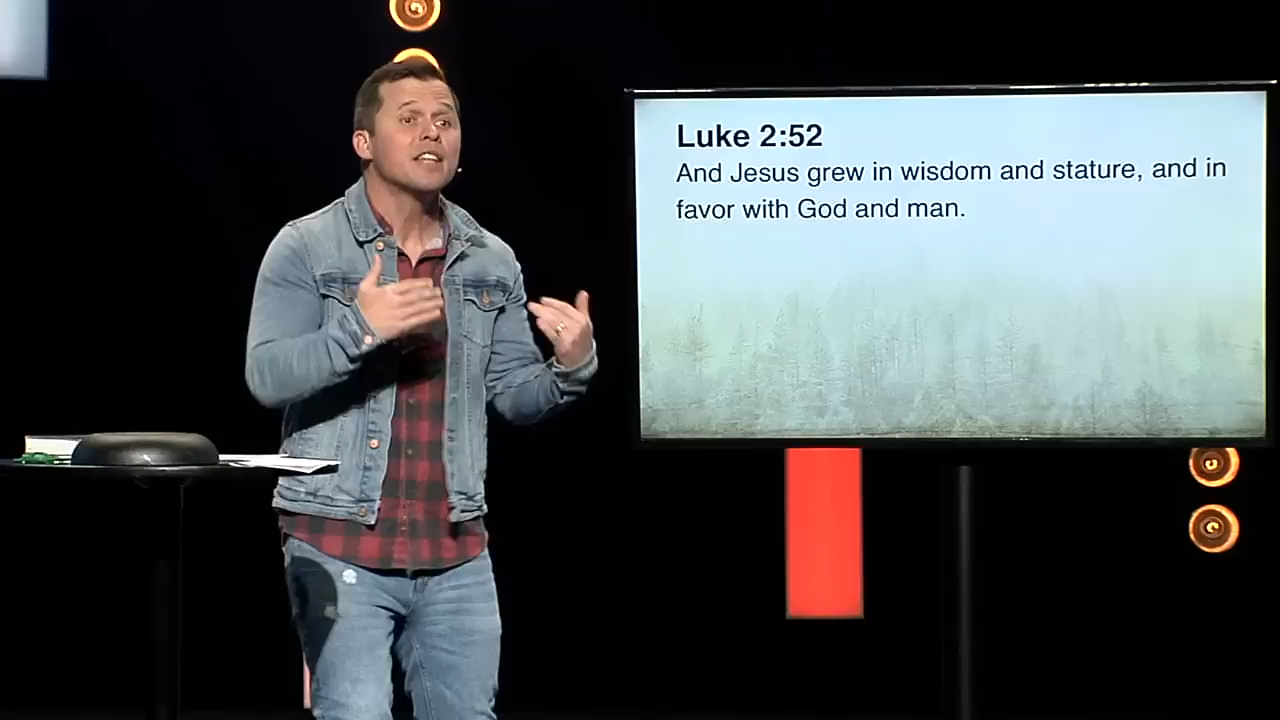 Luke 2:52
And Jesus grew in wisdom and stature, and in
favor with God and man.